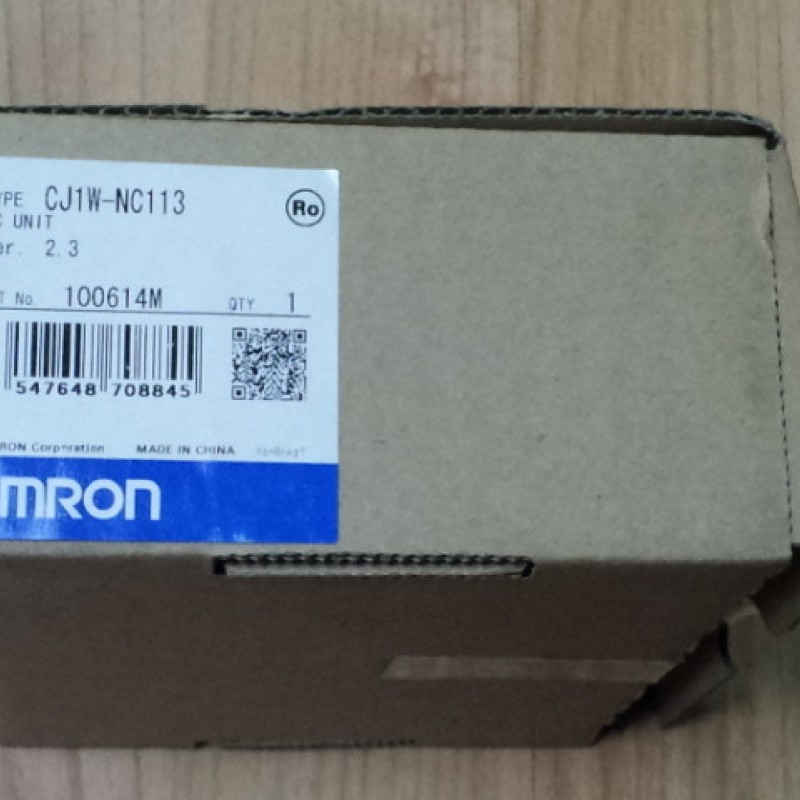 YPE CJ1W-NC113
Ro
C UNIT
er. 2.3
T No. 100614M QTY 1
547648 708845
RON Corporation MADE IN CHINA
MRON